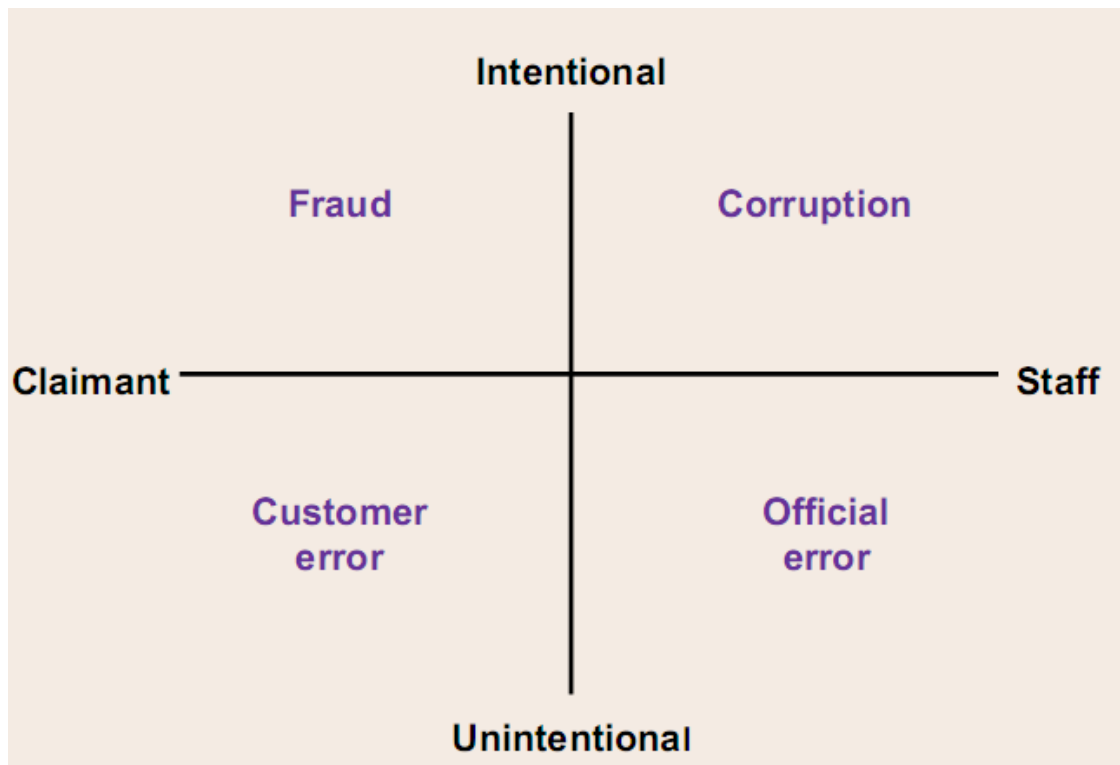 Intentional
Fraud
Corruption
Claimant
Staff
Customer
error
Official
error
Unintentional